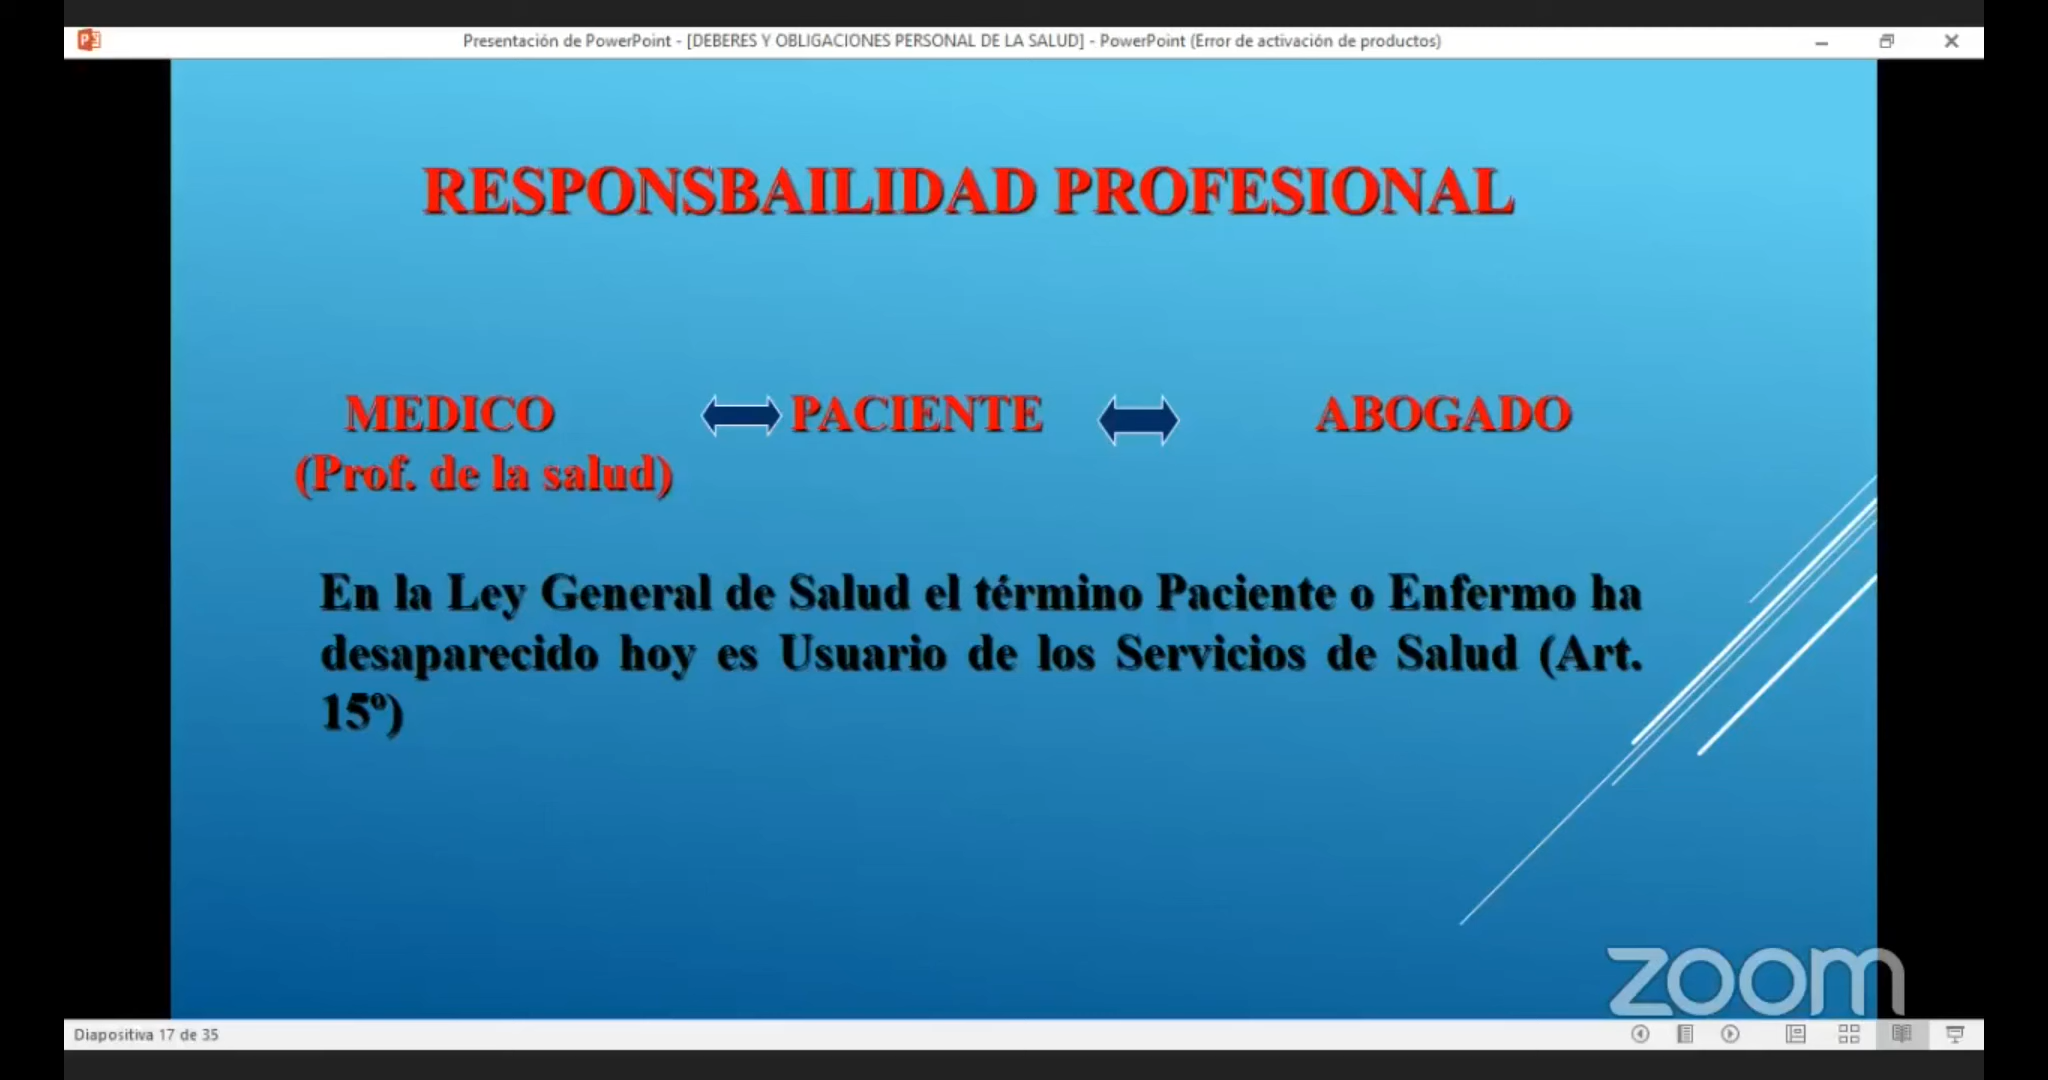 Presentación de PowerPoint - [DEBERES Y OBLIGACIONES PERSONAL DE LA SALUD] - PowerPoint (Error de activación de productos)
RESPONSBAILIDAD PROFESIONAL
MEDICO PACIENTE ABOGADO
(Prof. de la salud)
En la Ley General de Salud el término Paciente o Enfermo ha
desaparecido hoy es Usuario de los Servicios de Salud (Art.
15º)
zoom
Diapositiva 17 de 35